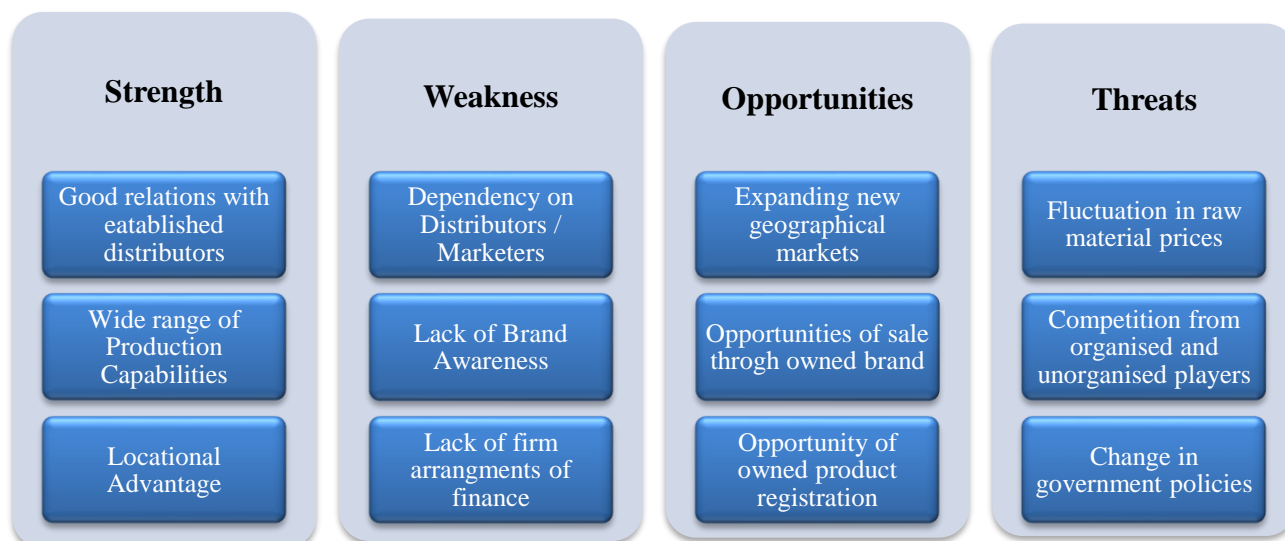 Strength
Good relations with
eatablished
distributors
Wide range of
Production
Capabilities
Locational
Advantage
Weakness
Dependency on
Distributors /
Marketers
Lack of Brand
Awareness
Lack of firm
arrangments of
finance
Opportunities
Expanding new
geographical
markets
Opportunities of sale
throgh owned brand
Opportunity of
owned product
registration
Threats
Fluctuation in raw
material prices
Competition from
organised and
unorganised players
Change in
government policies